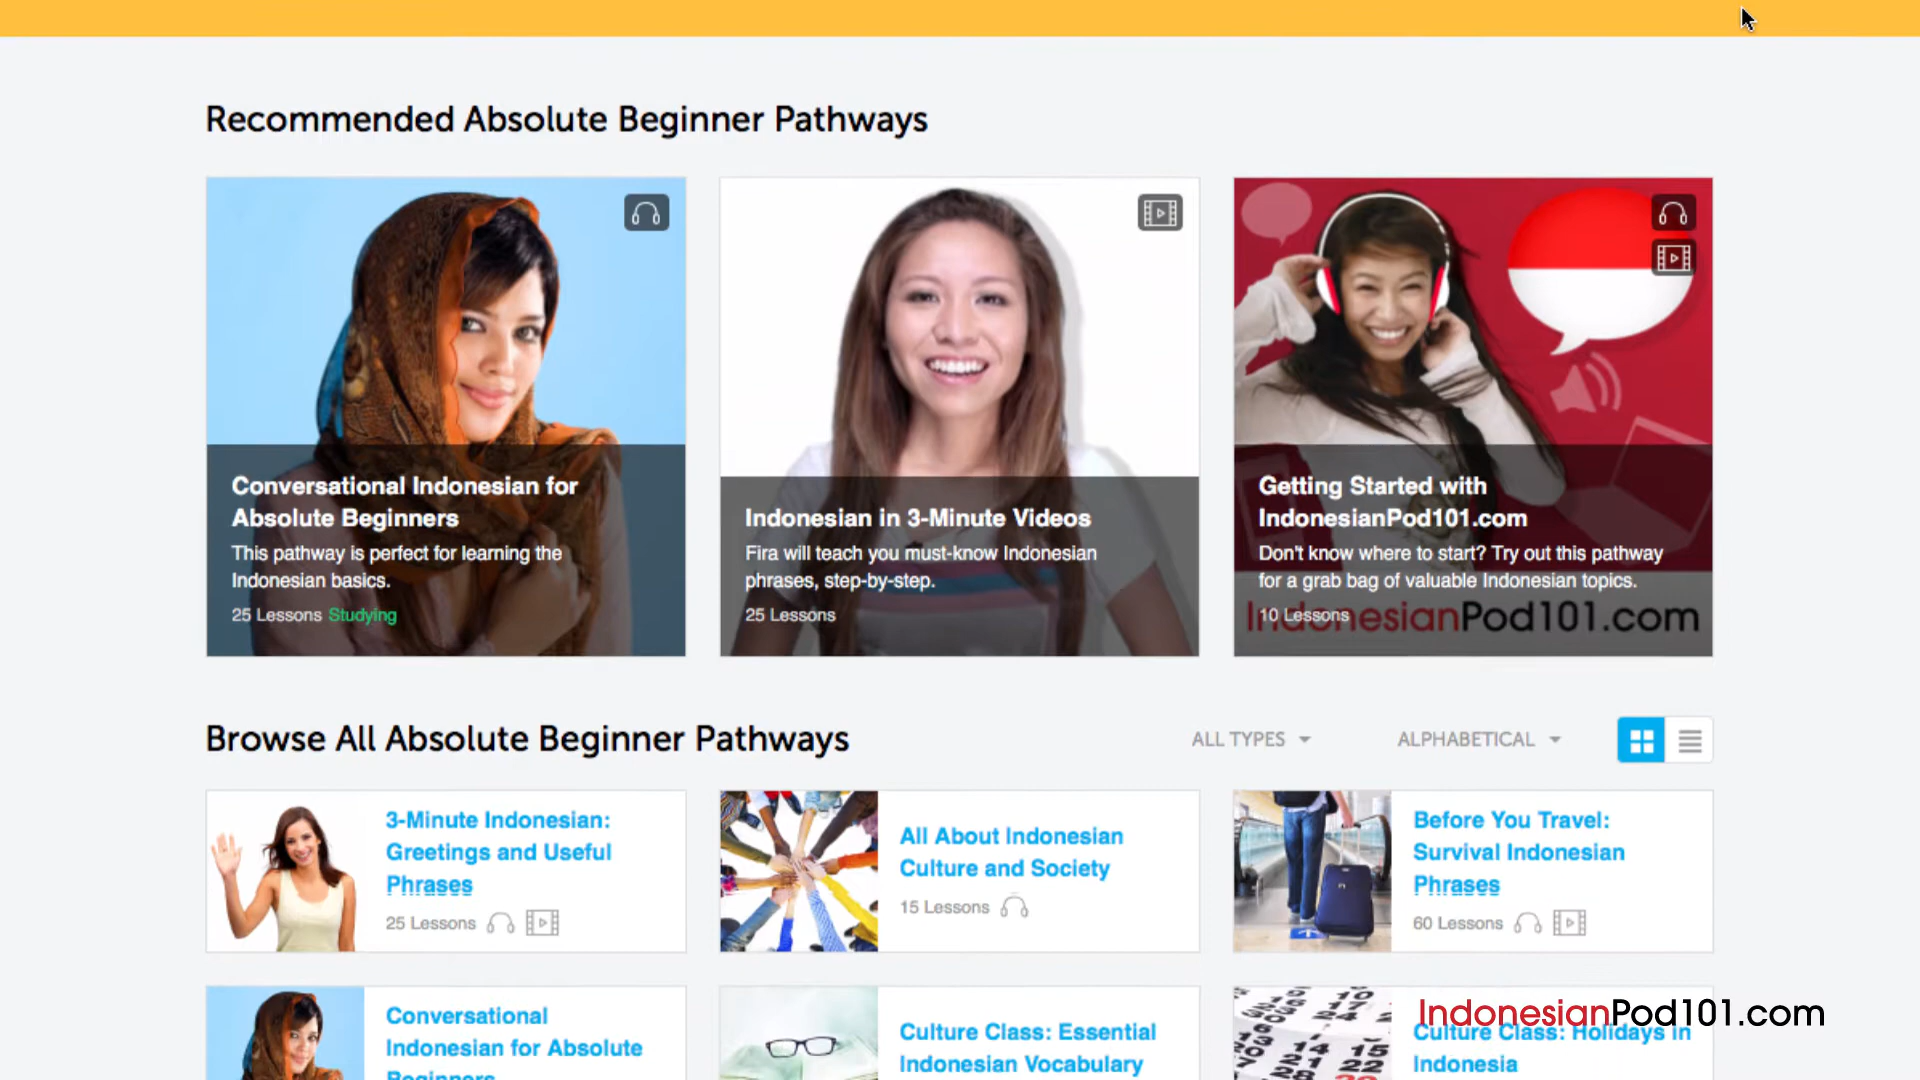 Recommended Absolute Beginner Pathways
Conversational Indonesian for
Absolute Beginners
This pathway is perfect for learning the
Indonesian basics.
25 Lessons Studying
Indonesian in 3-Minute Videos
Fira will teach you must-know Indonesian
phrases, step-by-step.
25 Lessons
Getting Started with
IndonesianPod101.com
Don't know where to start? Try out this pathway
for a grab bag of valuable Indonesian topics.
10 Lessons
IndonesianPod101.com
Browse All Absolute Beginner Pathways
ALL TYPES
ALPHABETICAL
3-Minute Indonesian:
Greetings and Useful
Phrases
25 Lessons
All About Indonesian
Culture and Society
15 Lessons
Before You Travel:
Survival Indonesian
Phrases
60 Lessons
Conversational
Indonesian for Absolute
Beginners
Culture Class: Essential
Indonesian Vocabulary
Culture Class: Holidays in
Indonesia
IndonesianPod101.com